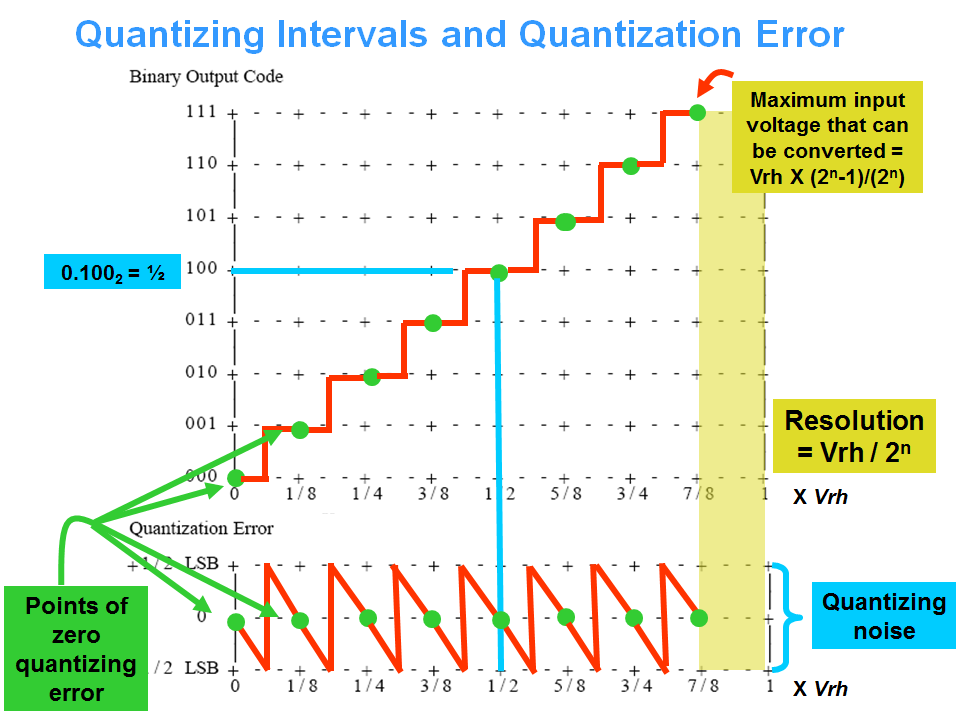 Quantizing Intervals and Quantization Error
Binary Output Code
111
110
101
100
011
010
001
000
0.100₂ = ½
Maximum input
voltage that can
be converted =
Vrh X (2ⁿ-1)/(2ⁿ)
Resolution
= Vrh / 2ⁿ
0 1/8 1/4 3/8 1/2 5/8 3/4 7/8 1 X Vrh
Quantization Error
+1/2 LSB
0
1/2 LSB
0 1/8 1/4 3/8 1/2 5/8 3/4 7/8 1 X Vrh
Points of
zero
quantizing
error
Quantizing
noise